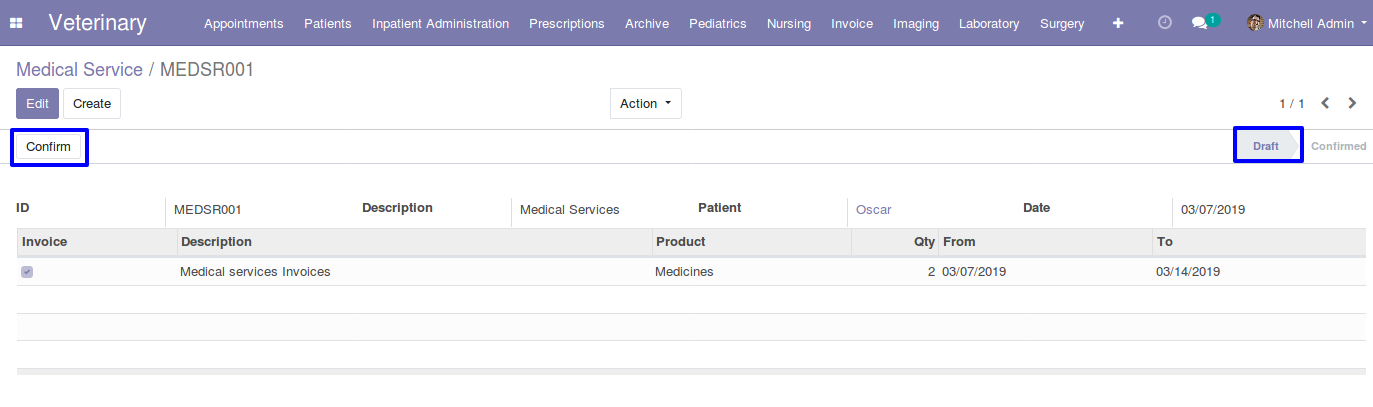 Veterinary Appointments Patients Inpatient Administration Prescriptions Archive Pediatrics Nursing Invoice Imaging Laboratory Surgery 1 Mitchell Admin
Medical Service / MEDSR001
Edit Create Action 1 / 1
Confirm Draft Confirmed
ID MEDSR001 Description Medical Services Patient Oscar Date 03/07/2019
Invoice Description Product Qty From To
Medical services Invoices Medicines 2 03/07/2019 03/14/2019